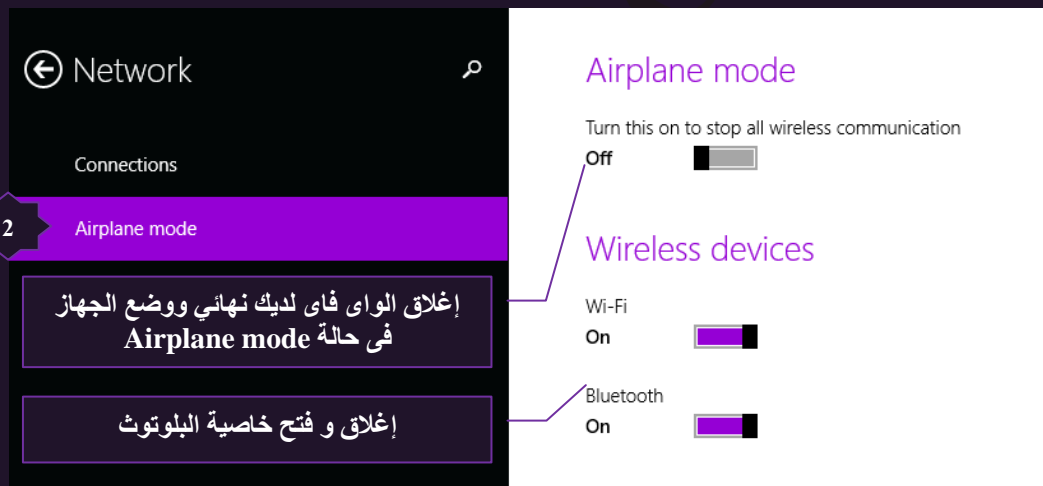 Network
Connections
2
Airplane mode
إغلاق الواى فاى لديك نهائي ووضع الجهاز
فى حالة Airplane mode
إغلاق و فتح خاصية البلوتوث
Airplane mode
Turn this on to stop all wireless communication
Off
Wireless devices
Wi-Fi
On
Bluetooth
On